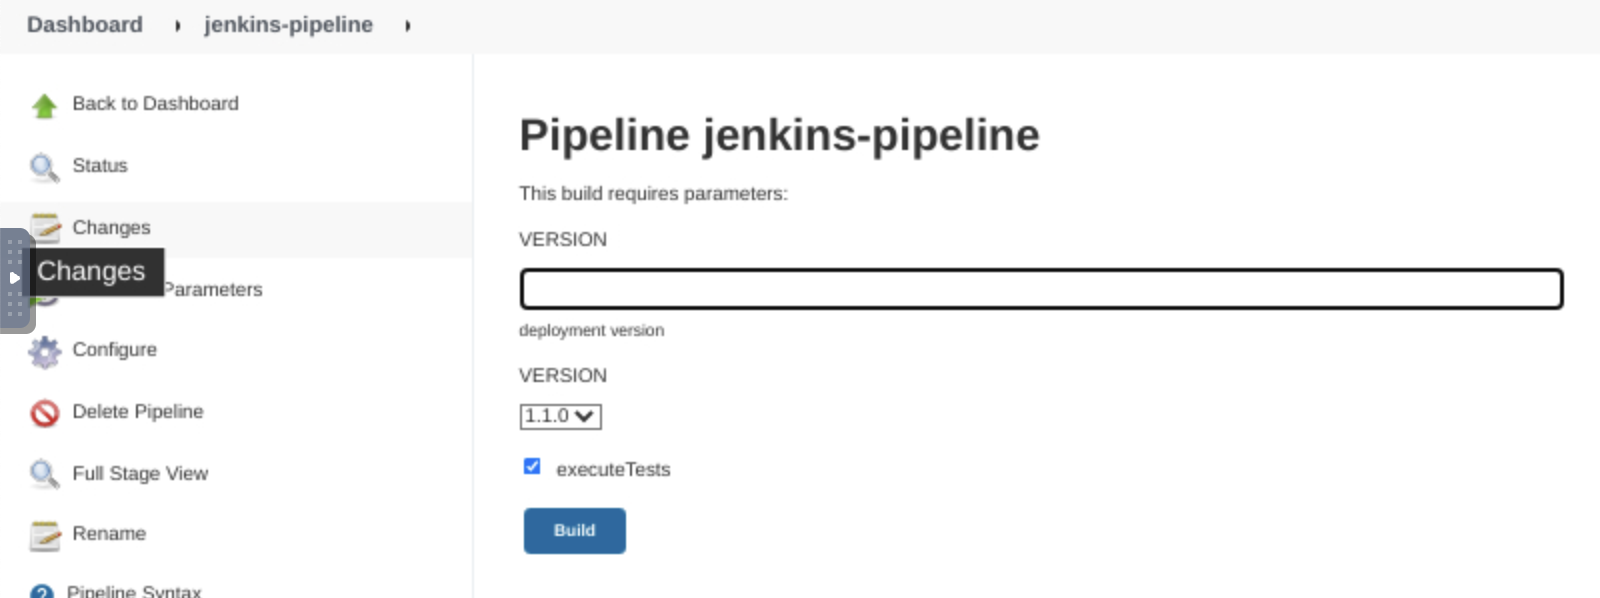 Dashboard
jenkins-pipeline
Back to Dashboard
Status
Changes
Changes
Parameters
Configure
Delete Pipeline
Full Stage View
Rename
Pipeline Syntax
Pipeline jenkins-pipeline
This build requires parameters:
VERSION
deployment version
VERSION
1.1.0
executeTests
Build